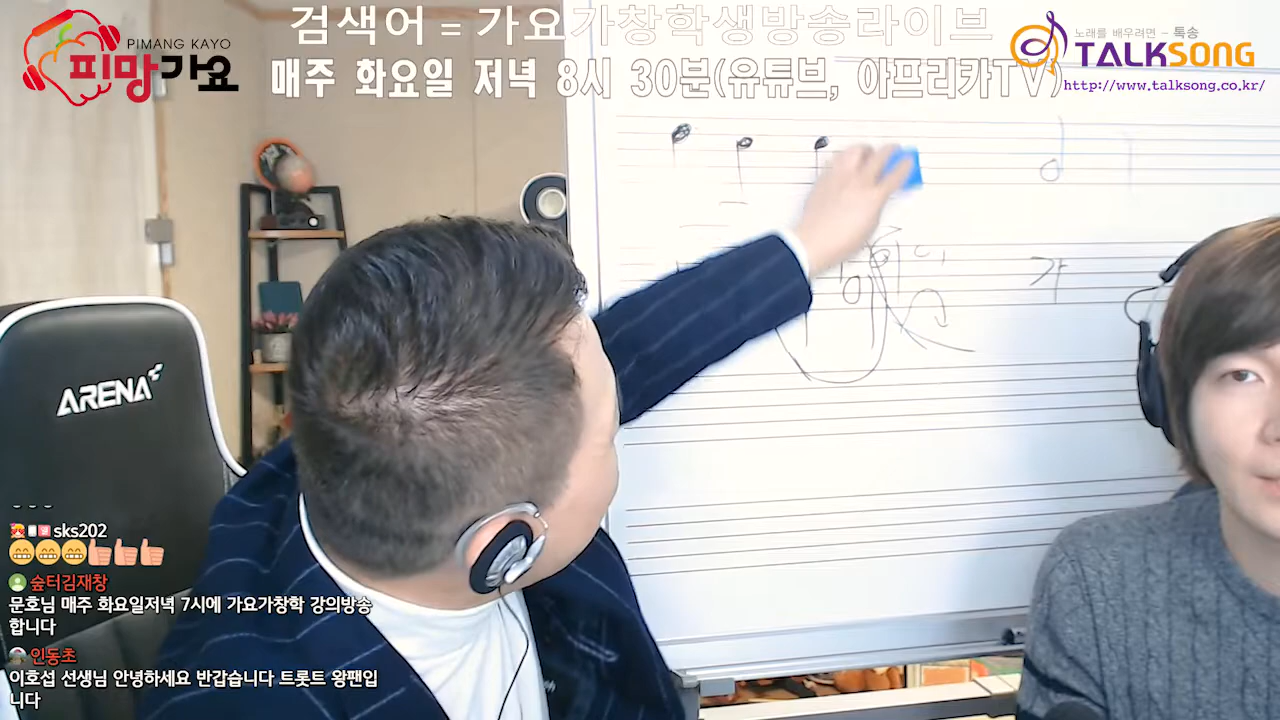 검색어 = 가요가창학생방송라이브
매주 화요일 저녁 8시 30분(유튜브, 아프리카TV)
PIMANG KAYO
피망가요
노래를 배우려면 - 톡송
TALKSONG
http://www.talksong.co.kr/
가
ARENA
sks202
숲터김재창
문호님 매주 화요일저녁 7시에 가요가창학 강의방송
합니다
인동초
이호섭 선생님 안녕하세요 반갑습니다 트롯트 왕팬입
니다